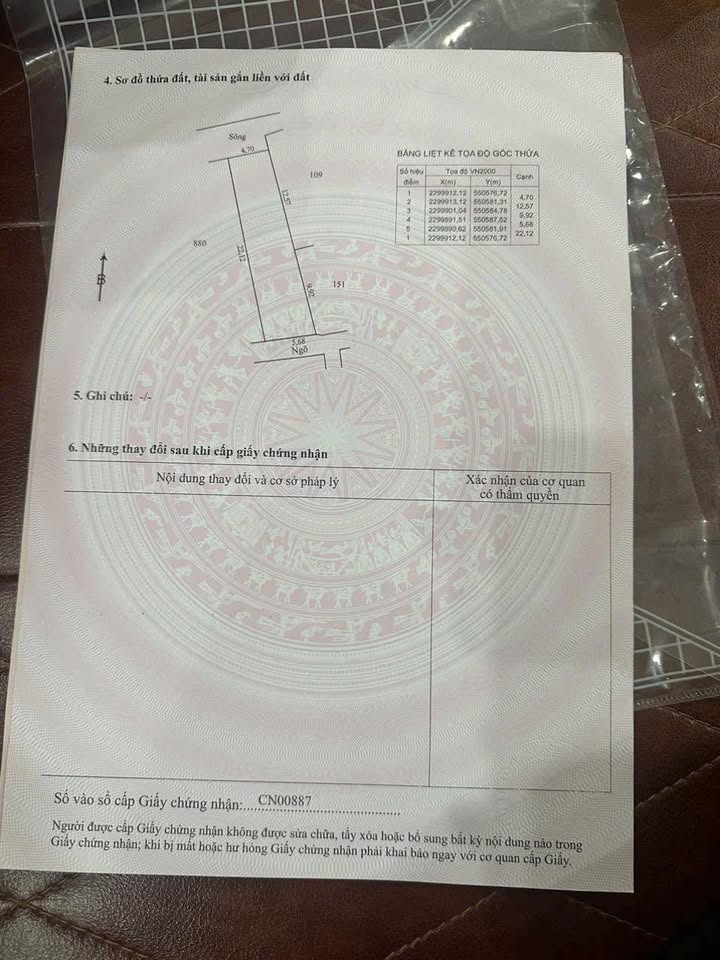 4. Sơ đồ thửa đất, tài sản gắn liền với đất
Sông
4,70
109
12,57
880
22,12
9,92
151
5,68
Ngõ
B
BẢNG LIỆT KÊ TỌA ĐỘ GÓC THỬA
Số hiệu điểm Tọa độ VN2000 Cạnh
X(m) Y(m)
1 2299912,12 550576,72
4,70
2 2299913,12 550581,31
12,57
3 2299901,04 550584,78
9,92
4 2299891,51 550587,52
5,68
5 2299890,62 550581,91
22,12
1 2299912,12 550576,72
5. Ghi chú: -/-
6. Những thay đổi sau khi cấp giấy chứng nhận
Nội dung thay đổi và cơ sở pháp lý
Xác nhận của cơ quan
có thẩm quyền
Số vào sổ cấp Giấy chứng nhận: CN00887
Người được cấp Giấy chứng nhận không được sửa chữa, tẩy xóa hoặc bổ sung bất kỳ nội dung nào trong
Giấy chứng nhận; khi bị mất hoặc hư hỏng Giấy chứng nhận phải khai báo ngay với cơ quan cấp Giấy.